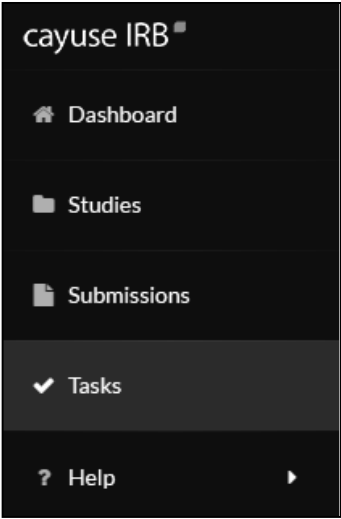 cayuse IRB
Dashboard
Studies
Submissions
Tasks
? Help